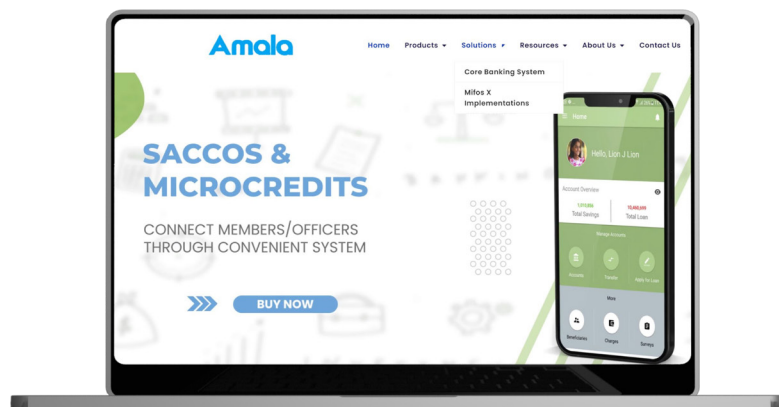 Amala
Home Products Solutions Resources About Us Contact Us
Core Banking System
Mifos X
Implementations
SACCOS &
MICROCREDITS
CONNECT MEMBERS/OFFICERS
THROUGH CONVENIENT SYSTEM
BUY NOW
Home
Hello, Lion J Lion
Account Overview
Total Savings
Total Loan
Manage Accounts
Accounts Transfer Apply for Loan
More
Beneficiaries Charges Surveys